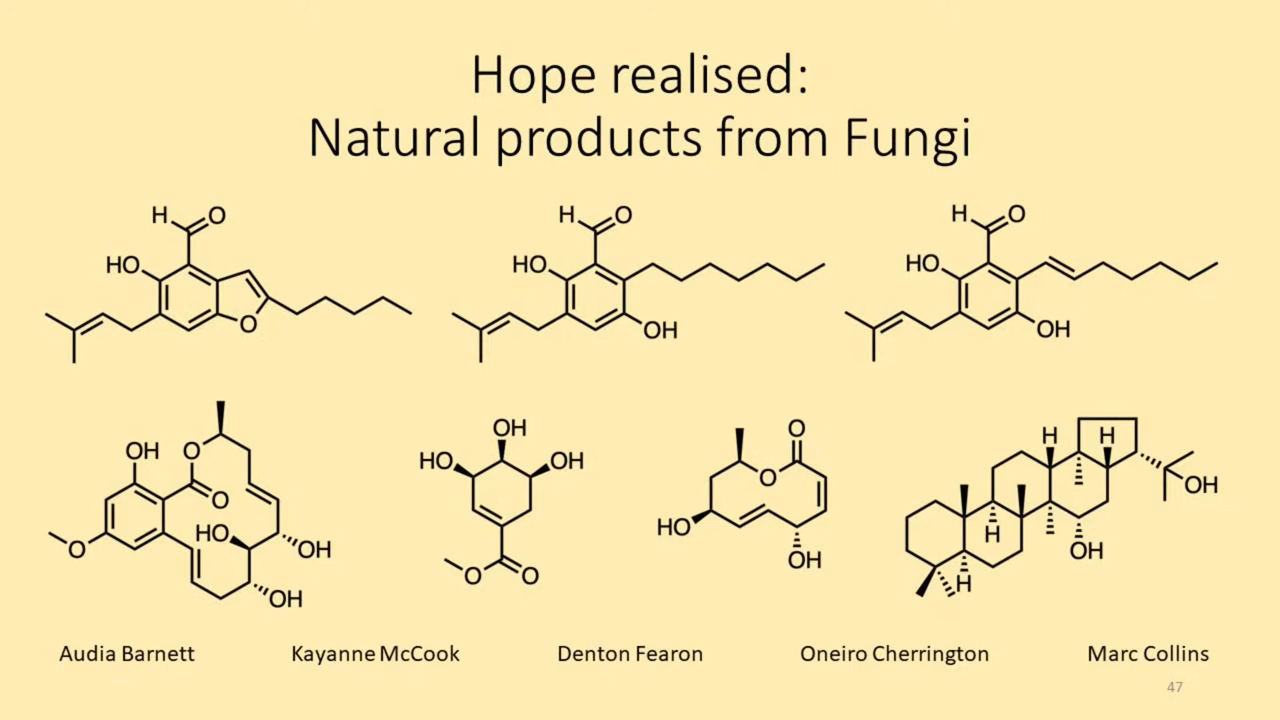 Hope realised:
Natural products from Fungi
H O
HO
O
H O
HO
OH
H O
HO
OH
OH O
O
HO
OH
O
OH
OH
HO OH
O O
O
O
HO
OH
H H
OH
H
OH
H
Audia Barnett Kayanne McCook Denton Fearon Oneiro Cherrington Marc Collins
47